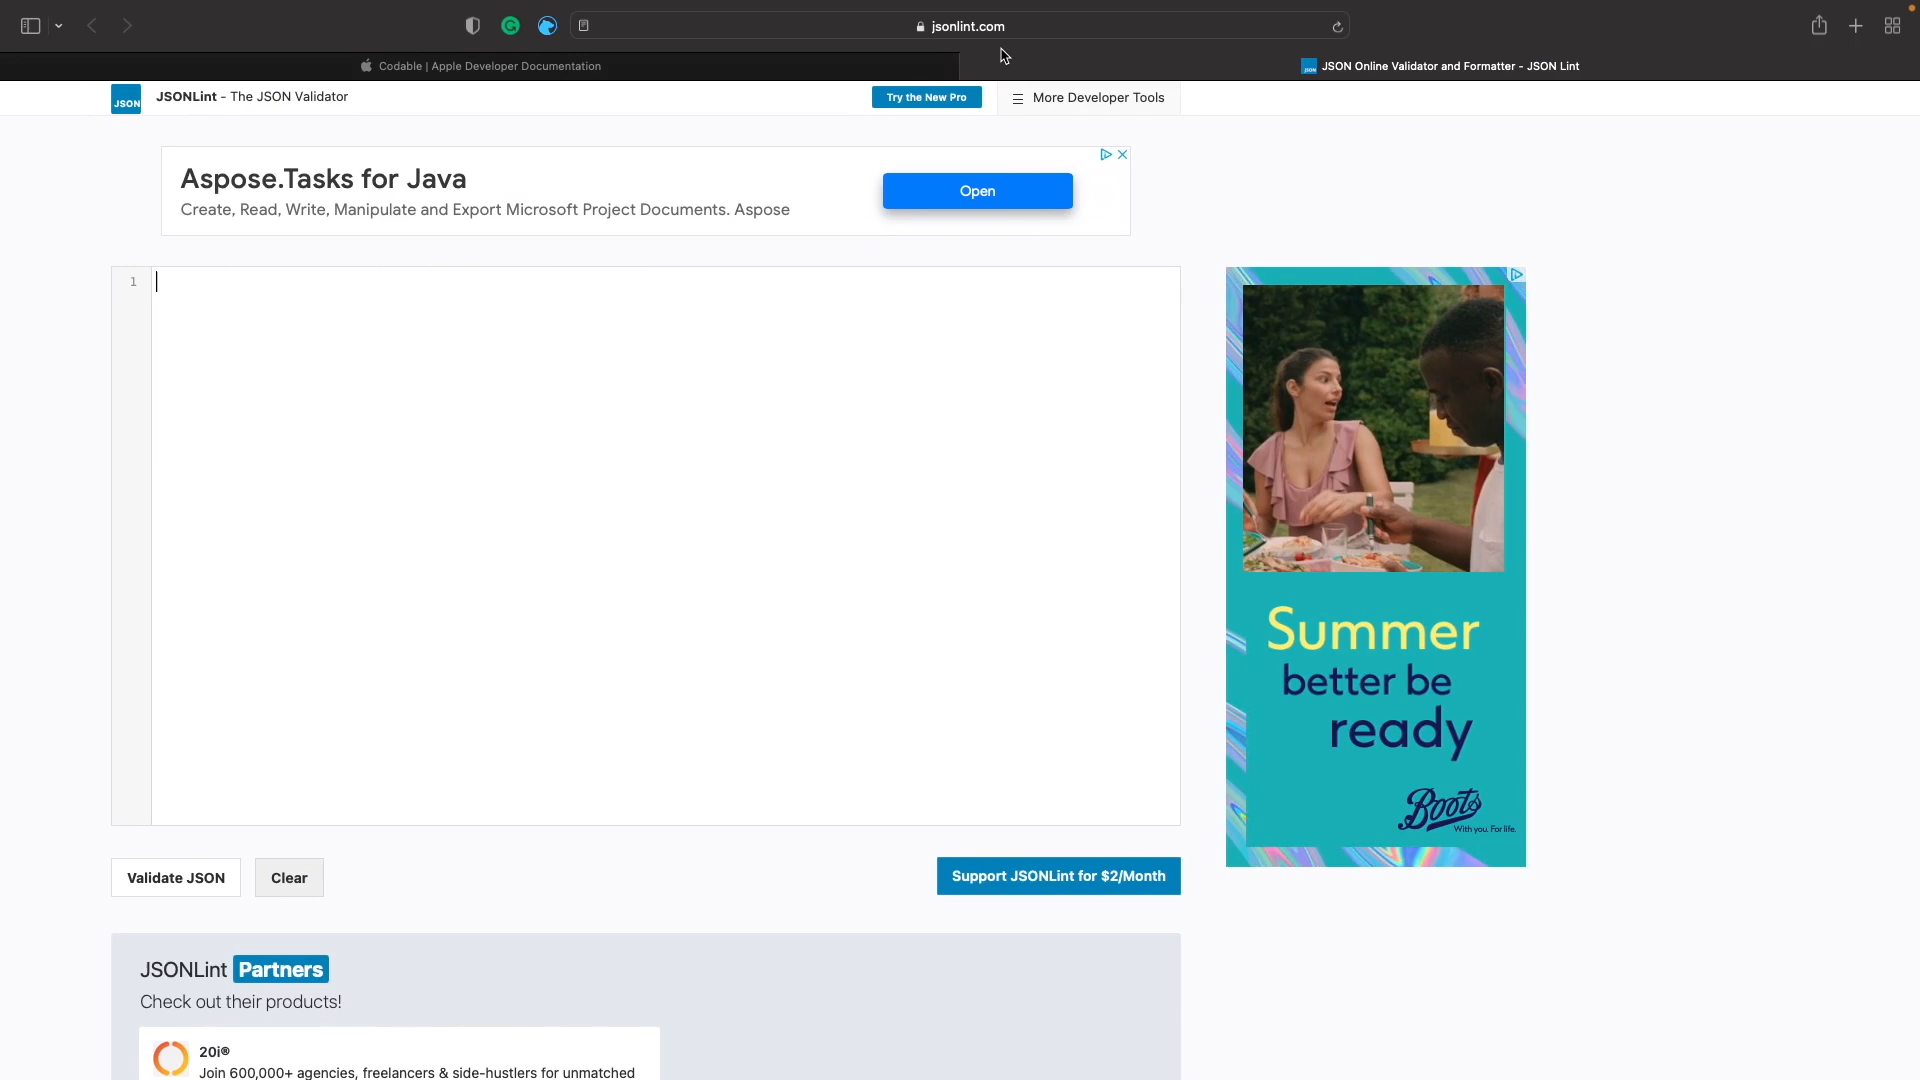 jsonlint.com
Codable | Apple Developer Documentation
JSON Online Validator and Formatter - JSON Lint
JSON
JSONLint - The JSON Validator
Try the New Pro
More Developer Tools
Aspose.Tasks for Java
Create, Read, Write, Manipulate and Export Microsoft Project Documents. Aspose
Open
1
Summer
better be
ready
Boots
With you. For life.
Validate JSON
Clear
Support JSONLint for $2/Month
JSONLint Partners
Check out their products!
20i®
Join 600,000+ agencies, freelancers & side-hustlers for unmatched